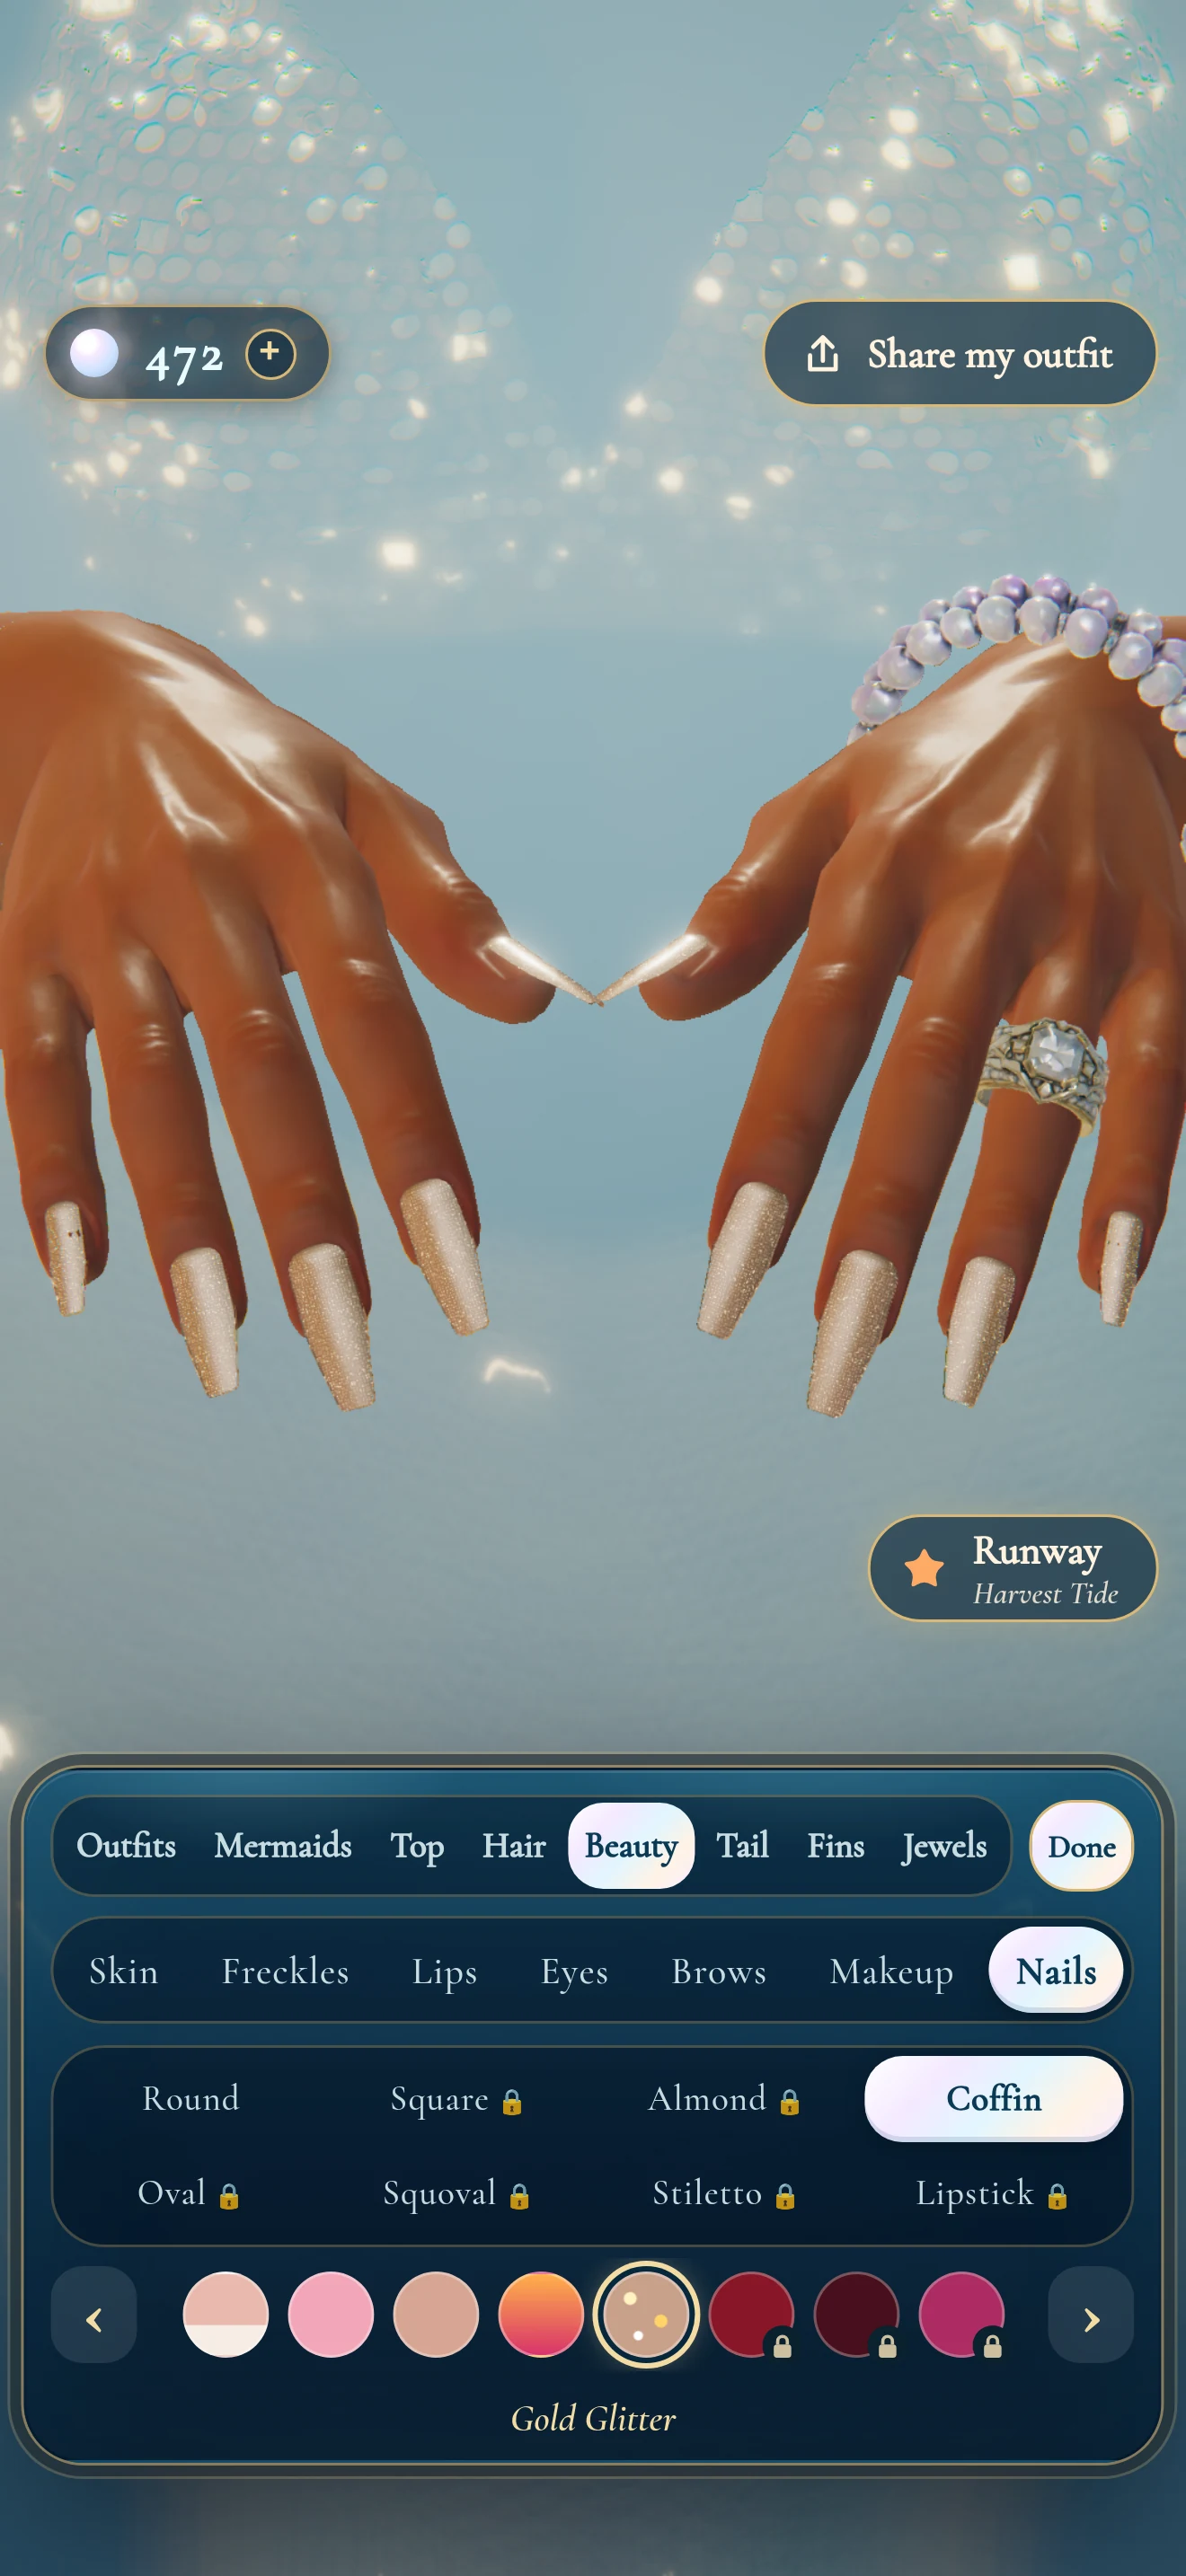 472 +
Share my outfit
Runway
Harvest Tide
Outfits Mermaids Top Hair Beauty Tail Fins Jewels Done
Skin Freckles Lips Eyes Brows Makeup Nails
Round Square Almond Coffin
Oval Squoval Stiletto Lipstick
Gold Glitter